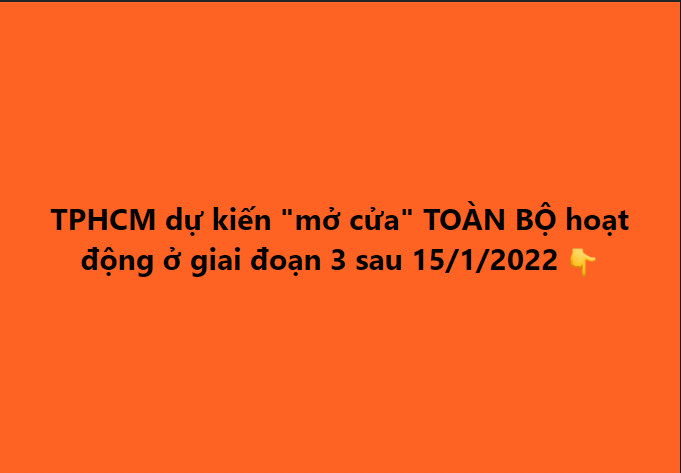 TPHCM dự kiến "mở cửa" TOÀN BỘ hoạt
động ở giai đoạn 3 sau 15/1/2022 👇